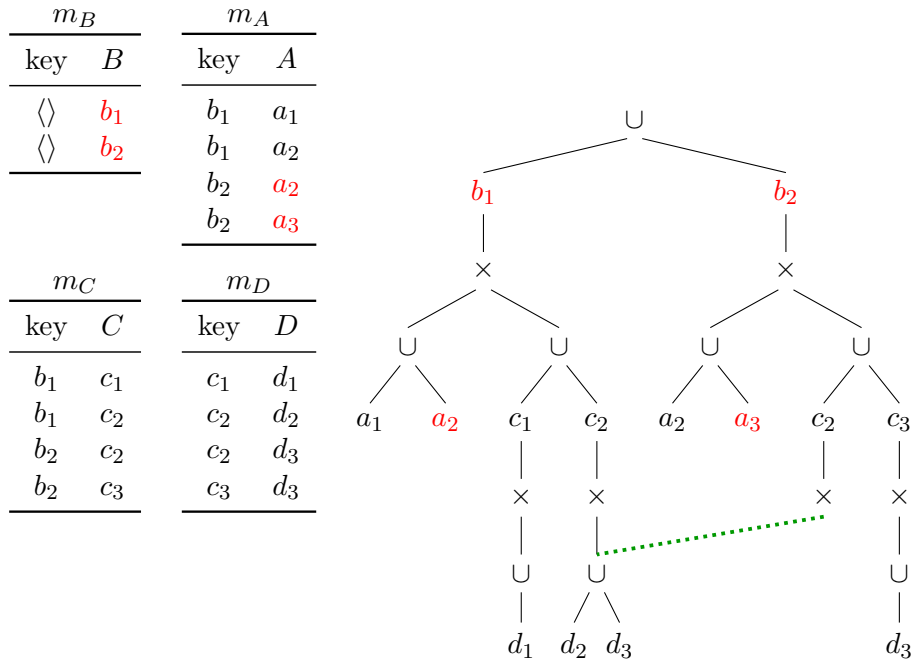 m_B
key B
⟨⟩ b_1
⟨⟩ b_2
m_A
key A
b_1 a_1
b_1 a_2
b_2 a_2
b_2 a_3
m_C
key C
b_1 c_1
b_1 c_2
b_2 c_2
b_2 c_3
m_D
key D
c_1 d_1
c_2 d_2
c_2 d_3
c_3 d_3
∪
b_1 b_2
× ×
∪ ∪ ∪ ∪
a_1 a_2 c_1 c_2 a_2 a_3 c_2 c_3
× × × ×
∪ ∪ ∪
d_1 d_2 d_3 d_3